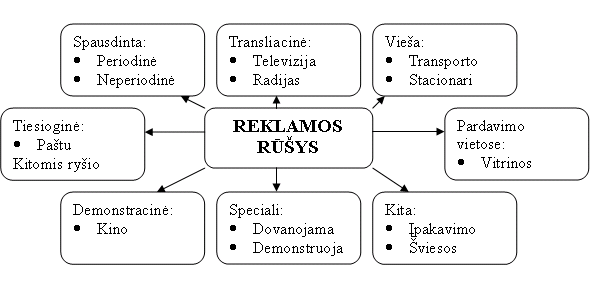 Spausdinta:
• Periodinė
• Neperiodinė
Transliacinė:
• Televizija
• Radijas
Vieša:
• Transporto
• Stacionari
Tiesioginė:
• Paštu
Kitomis ryšio
REKLAMOS
RŪŠYS
Pardavimo
vietose:
• Vitrinos
Demonstracinė:
• Kino
Speciali:
• Dovanojama
• Demonstruoja
Kita:
• Įpakavimo
• Šviesos